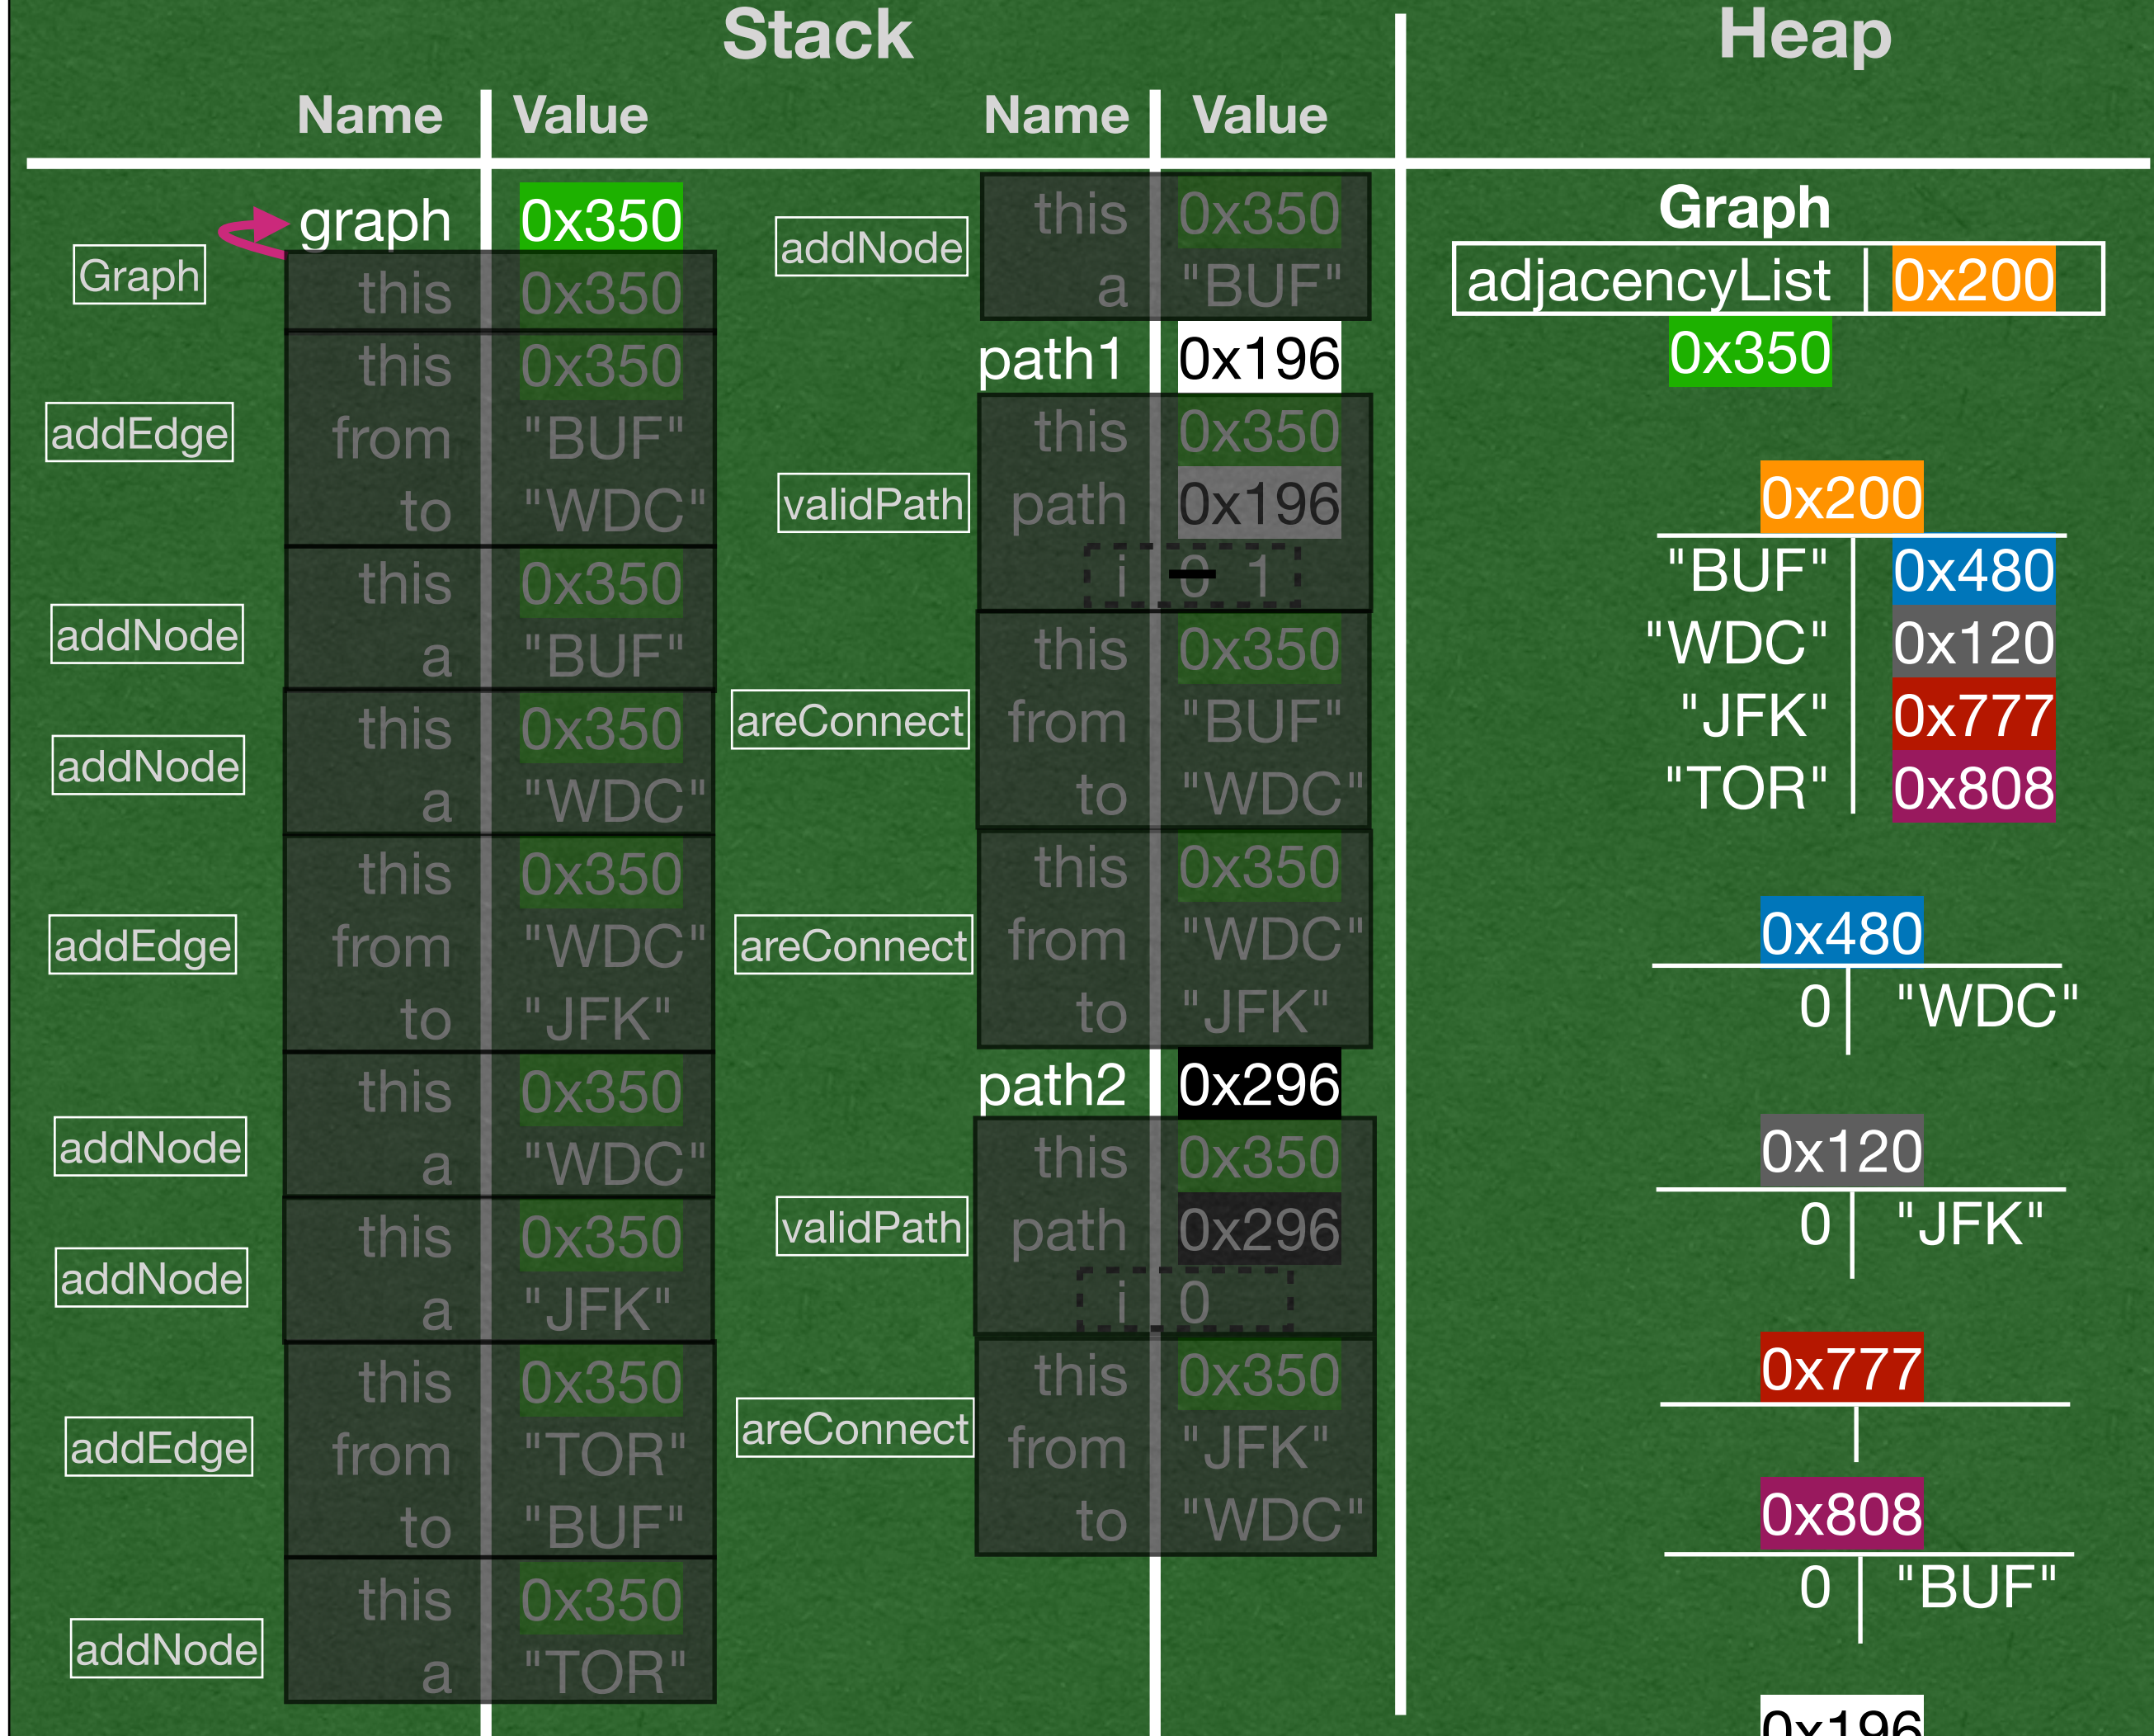 Stack
Heap
Name Value
Name Value
graph 0x350
Graph
this 0x350
addEdge
this 0x350
from "BUF"
to "WDC"
addNode
this 0x350
a "BUF"
addNode
this 0x350
a "WDC"
addEdge
this 0x350
from "WDC"
to "JFK"
addNode
this 0x350
a "WDC"
addNode
this 0x350
a "JFK"
addEdge
this 0x350
from "TOR"
to "BUF"
addNode
this 0x350
a "TOR"
addNode
this 0x350
a "BUF"
path1 0x196
validPath
this 0x350
path 0x196
i 0 1
areConnect
this 0x350
from "BUF"
to "WDC"
areConnect
this 0x350
from "WDC"
to "JFK"
path2 0x296
validPath
this 0x350
path 0x296
i 0
areConnect
this 0x350
from "JFK"
to "WDC"
Graph
adjacencyList 0x200
0x350
0x200
"BUF" 0x480
"WDC" 0x120
"JFK" 0x777
"TOR" 0x808
0x480
0 "WDC"
0x120
0 "JFK"
0x777
0x808
0 "BUF"
0x196